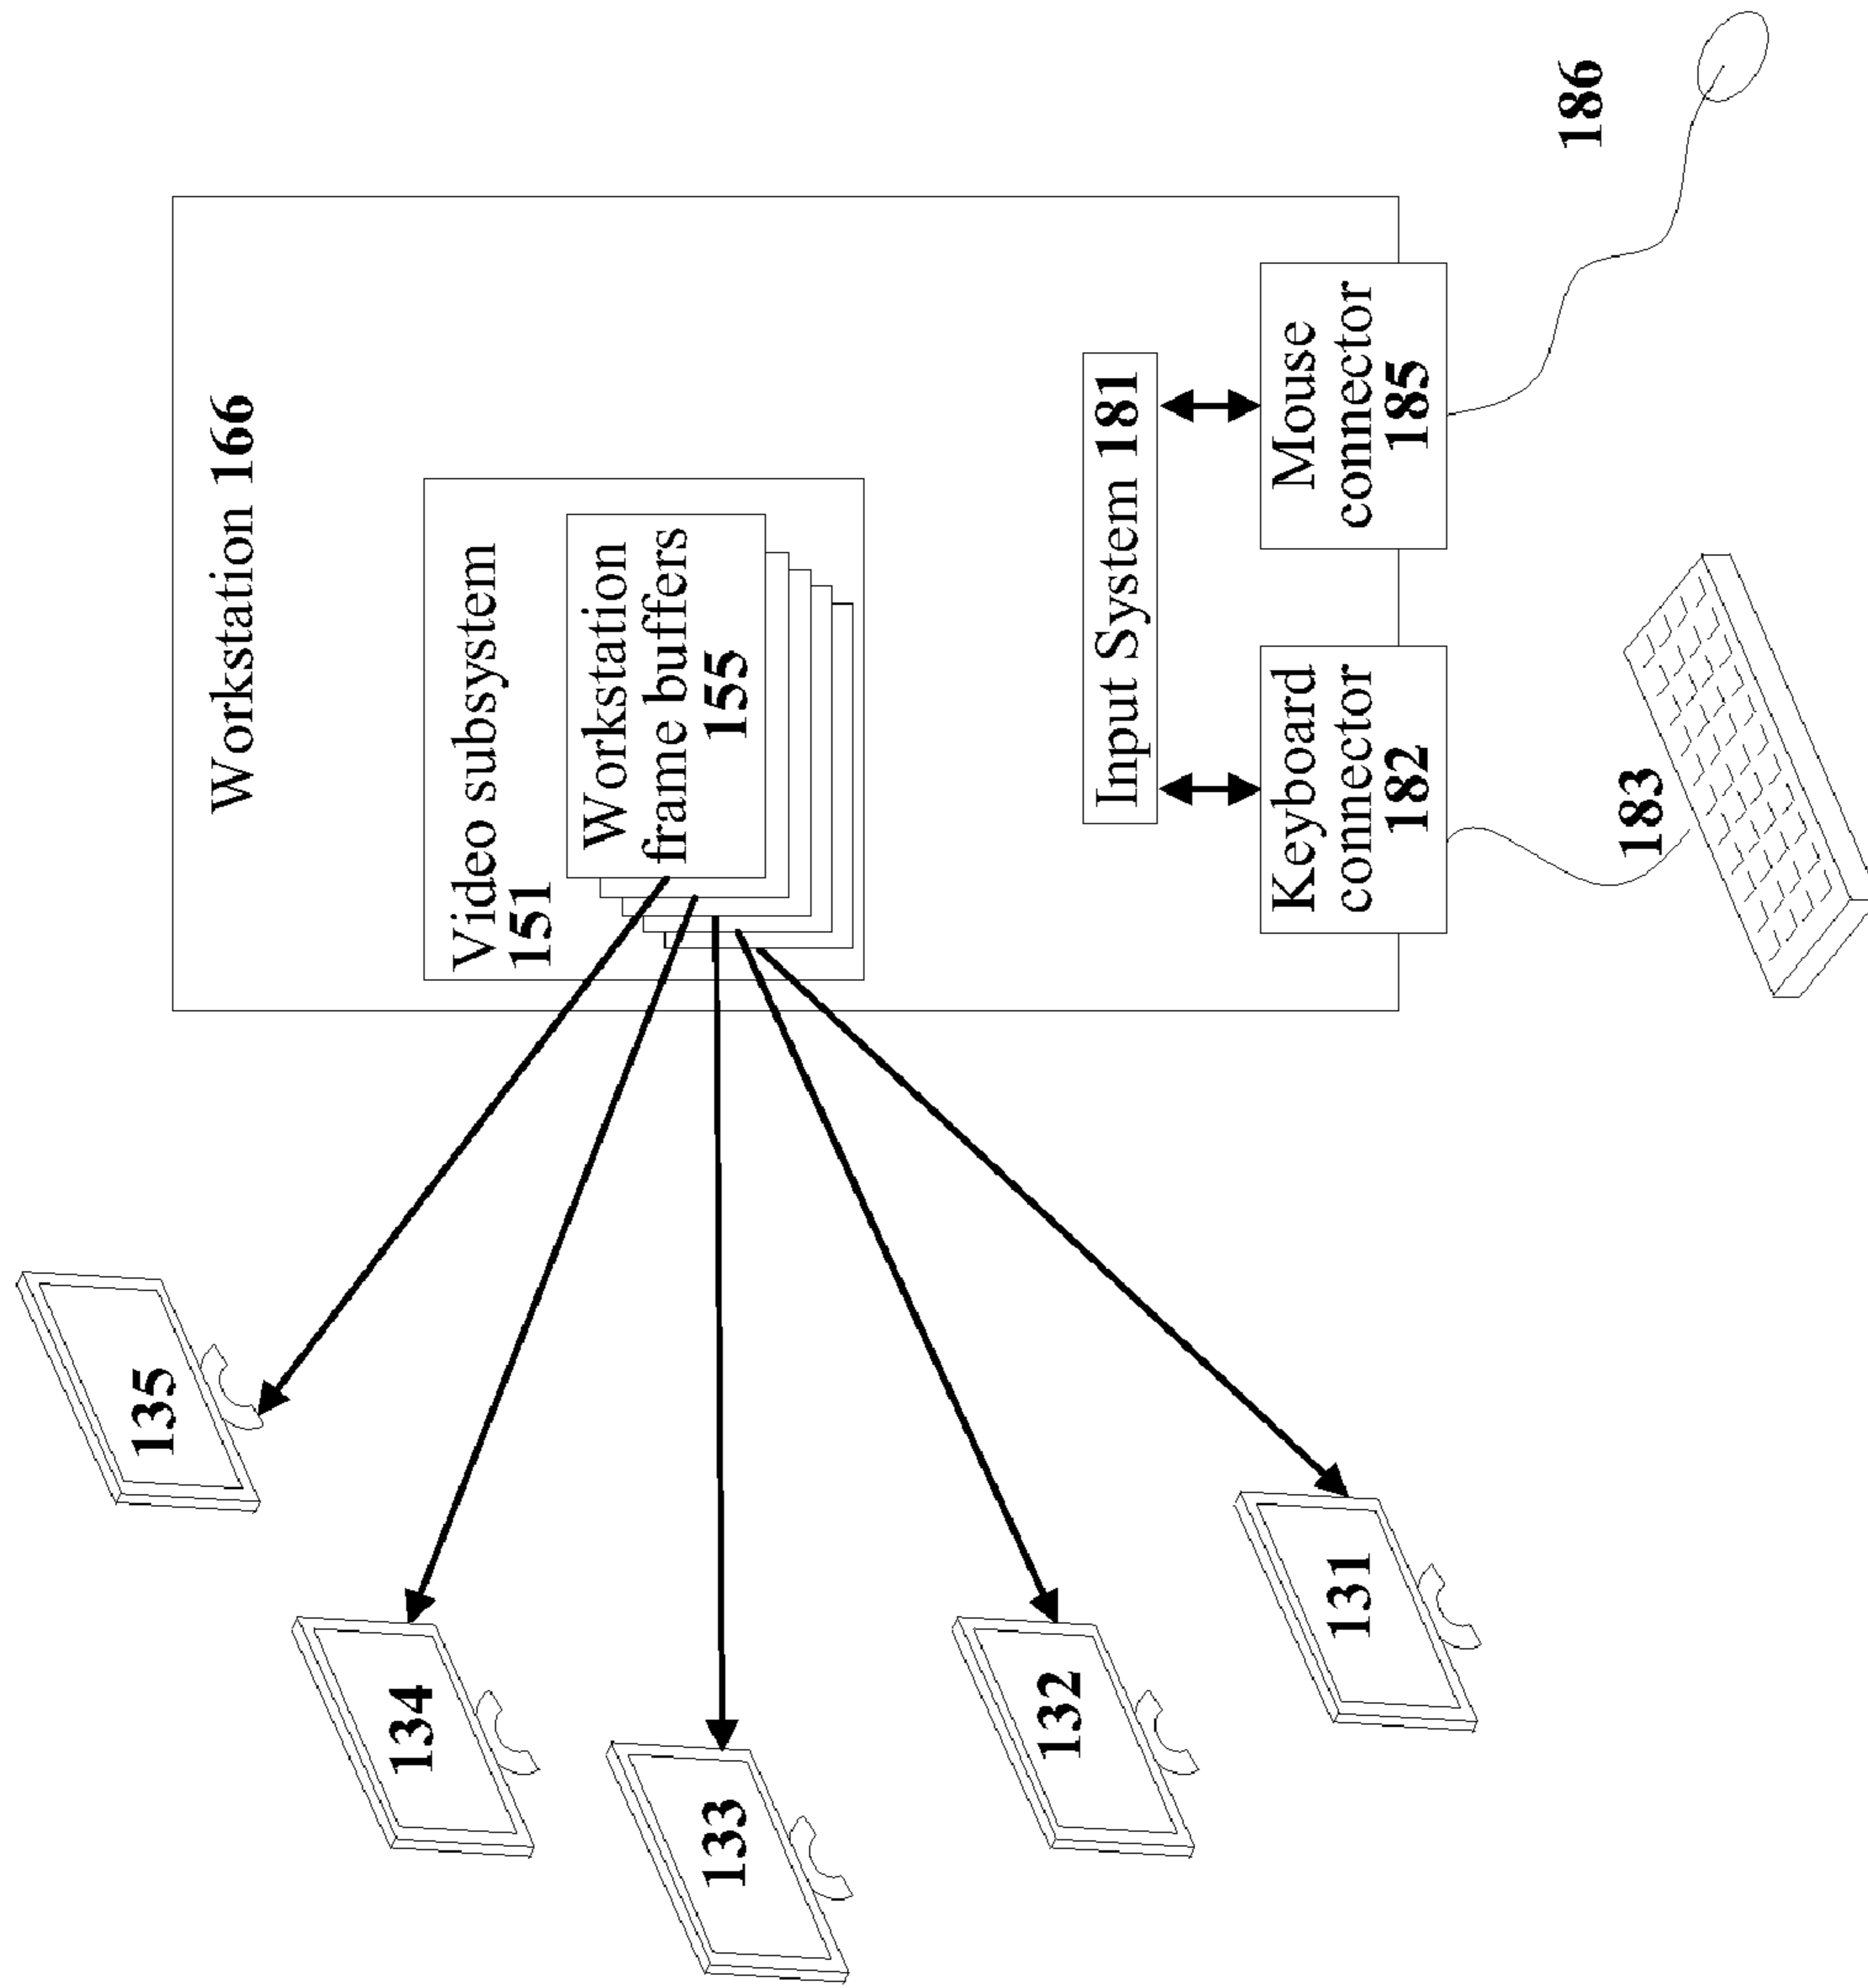 Workstation 166
Video subsystem
151
Workstation
frame buffers
155
Input System 181
Keyboard
connector
182
Mouse
connector
185
183
186
135
134
133
132
131